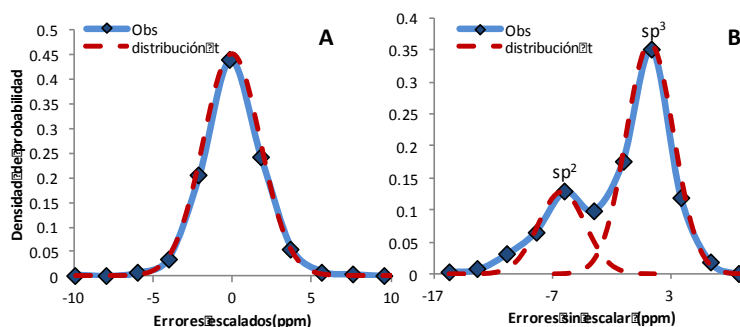 Obs
distribución t
A
Densidad de probabilidad
0.5
0.45
0.4
0.35
0.3
0.25
0.2
0.15
0.1
0.05
0
-10
-5
0
5
10
Errores escalados(ppm)
Obs
distribución t
B
sp³
sp²
0.4
0.35
0.3
0.25
0.2
0.15
0.1
0.05
0
-17
-7
3
Errores sin escalar (ppm)